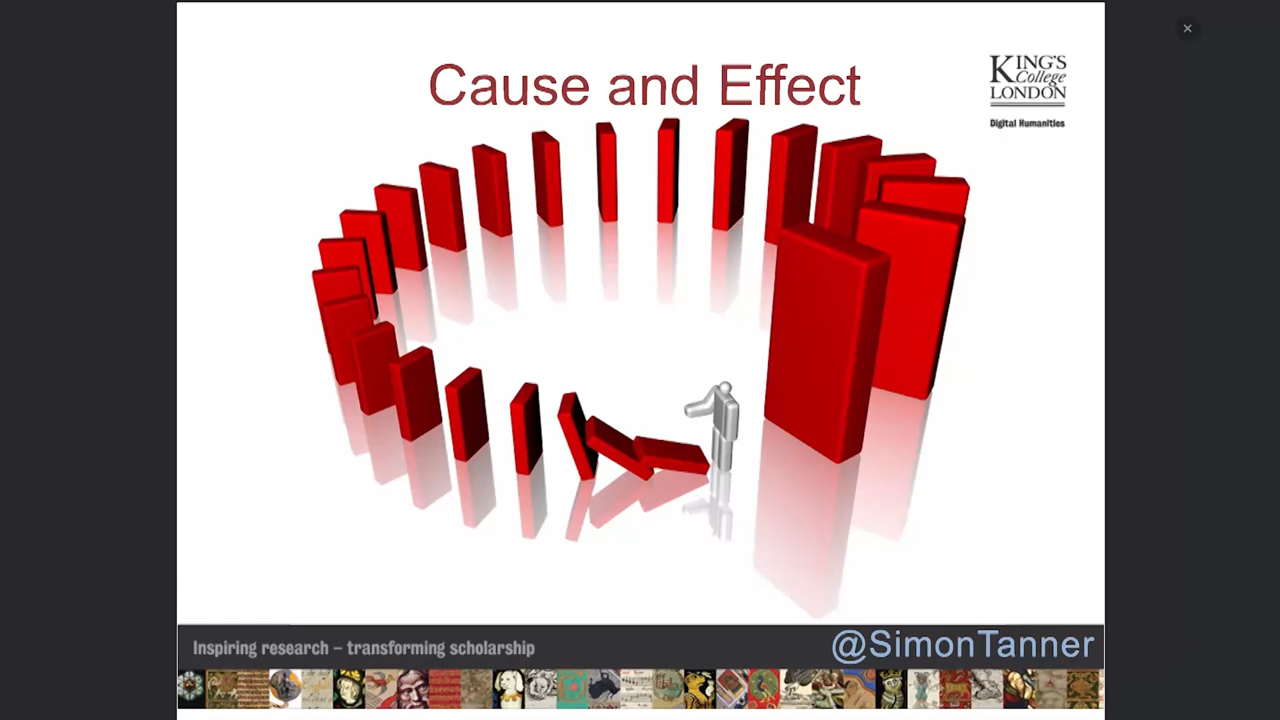 Cause and Effect
KING'S
College
LONDON
Digital Humanities
Inspiring research – transforming scholarship
@SimonTanner